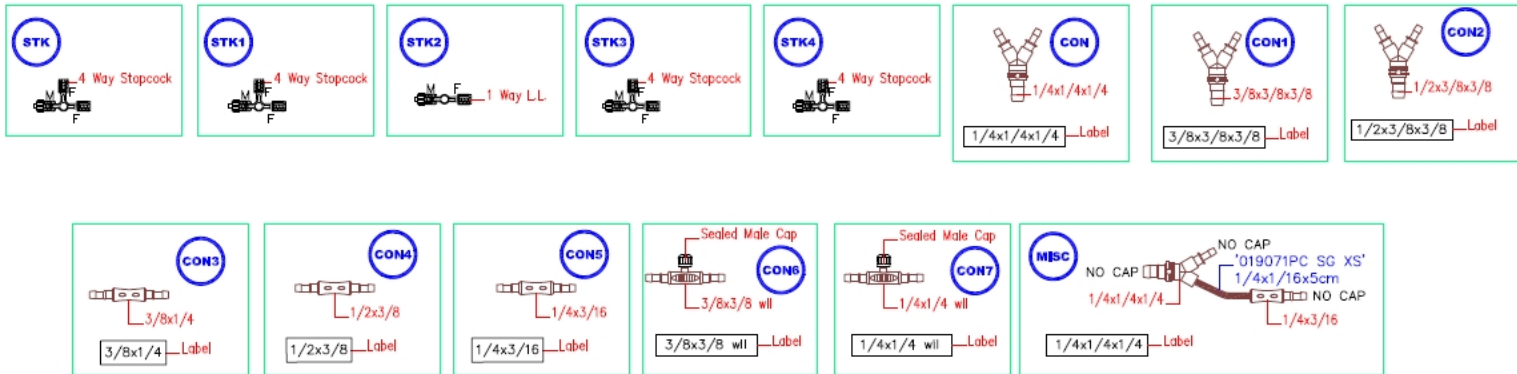 STK
4 Way Stopcock
M
F
F
STK1
4 Way Stopcock
M
F
F
STK2
M
F
1 Way L.L.
STK3
4 Way Stopcock
M
F
F
STK4
4 Way Stopcock
M
F
F
CON
1/4x1/4x1/4
1/4x1/4x1/4 Label
CON1
3/8x3/8x3/8
3/8x3/8x3/8 Label
CON2
1/2x3/8x3/8
1/2x3/8x3/8 Label
CON3
3/8x1/4
3/8x1/4 Label
CON4
1/2x3/8
1/2x3/8 Label
CON5
1/4x3/16
1/4x3/16 Label
Sealed Male Cap
CON6
3/8x3/8 wll
3/8x3/8 wll Label
Sealed Male Cap
CON7
1/4x1/4 wll
1/4x1/4 wll Label
MISC
NO CAP
'019071PC SG XS'
1/4x1/16x5cm
NO CAP
NO CAP
1/4x1/4x1/4
1/4x3/16
1/4x1/4x1/4 Label